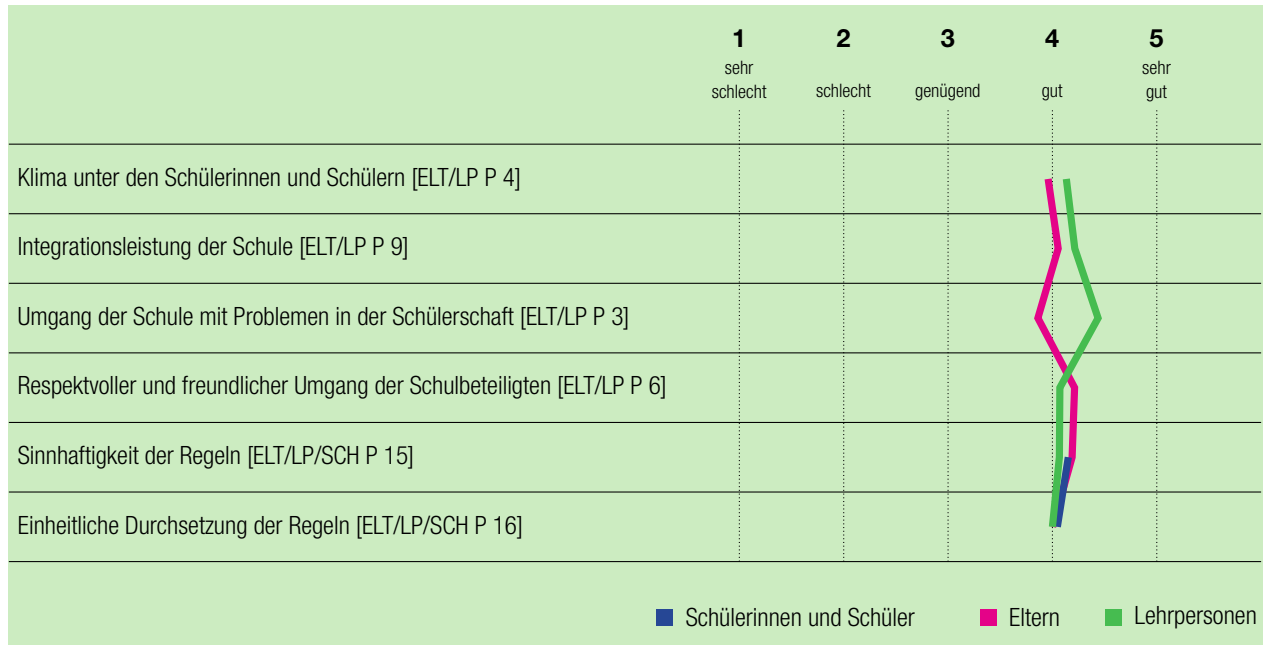 1 2 3 4 5
sehr schlecht schlecht genügend gut sehr gut
Klima unter den Schülerinnen und Schülern [ELT/LP P 4]
Integrationsleistung der Schule [ELT/LP P 9]
Umgang der Schule mit Problemen in der Schülerschaft [ELT/LP P 3]
Respektvoller und freundlicher Umgang der Schulbeteiligten [ELT/LP P 6]
Sinnhaftigkeit der Regeln [ELT/LP/SCH P 15]
Einheitliche Durchsetzung der Regeln [ELT/LP/SCH P 16]
Schülerinnen und Schüler Eltern Lehrpersonen